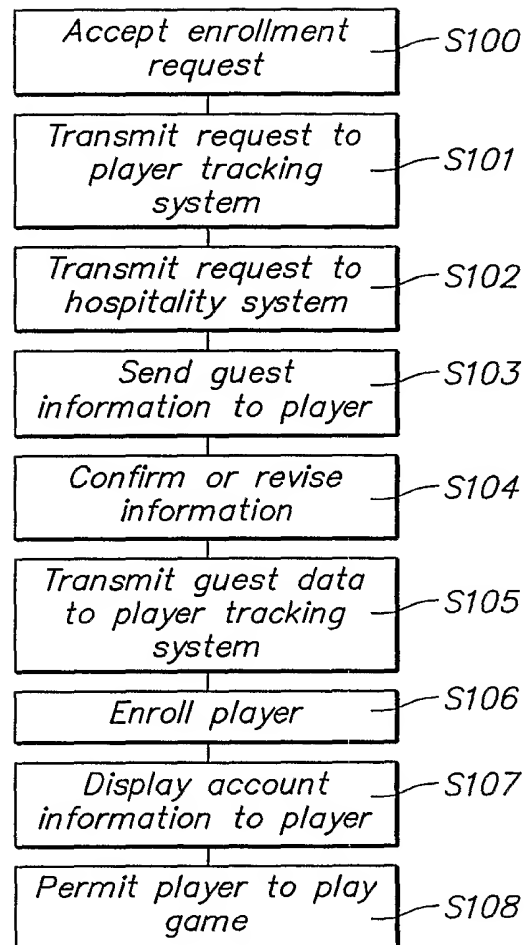 Accept enrollment
request
S100
Transmit request to
player tracking
system
S101
Transmit request to
hospitality system
S102
Send guest
information to player
S103
Confirm or revise
information
S104
Transmit guest data
to player tracking
system
S105
Enroll player
S106
Display account
information to player
S107
Permit player to play
game
S108